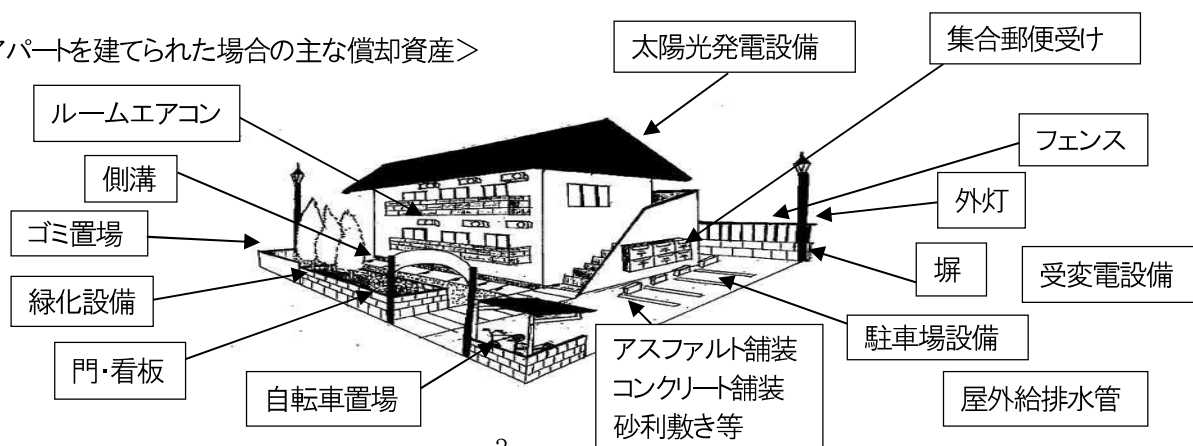 アパートを建てられた場合の主な償却資産＞
太陽光発電設備
集合郵便受け
ルームエアコン
フェンス
側溝
外灯
ゴミ置場
塀
受変電設備
緑化設備
駐車場設備
アスファルト舗装
コンクリート舗装
砂利敷き等
門・看板
自転車置場
屋外給排水管